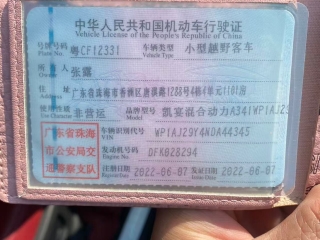 中华人民共和国机动车行驶证
Vehicle License of the People's Republic of China
号牌号码 粤CF1Z331 车辆类型 小型越野客车
Plate No. Vehicle Type
所有人 张露
Owner
住址 广东省珠海市香洲区唐淇路1288号4栋4单元1101房
Address
使用性质 非营运 品牌型号 凯宴混合动力A341WP1AJ29
Use Character Model
广东省珠海 车辆识别代号 WP1AJ29Y4NDA44345
VIN
市公安局交 发动机号码 DFK028294
Engine No.
通警察支队 注册日期 2022-06-07 发证日期 2022-06-07
Register Date Issue Date